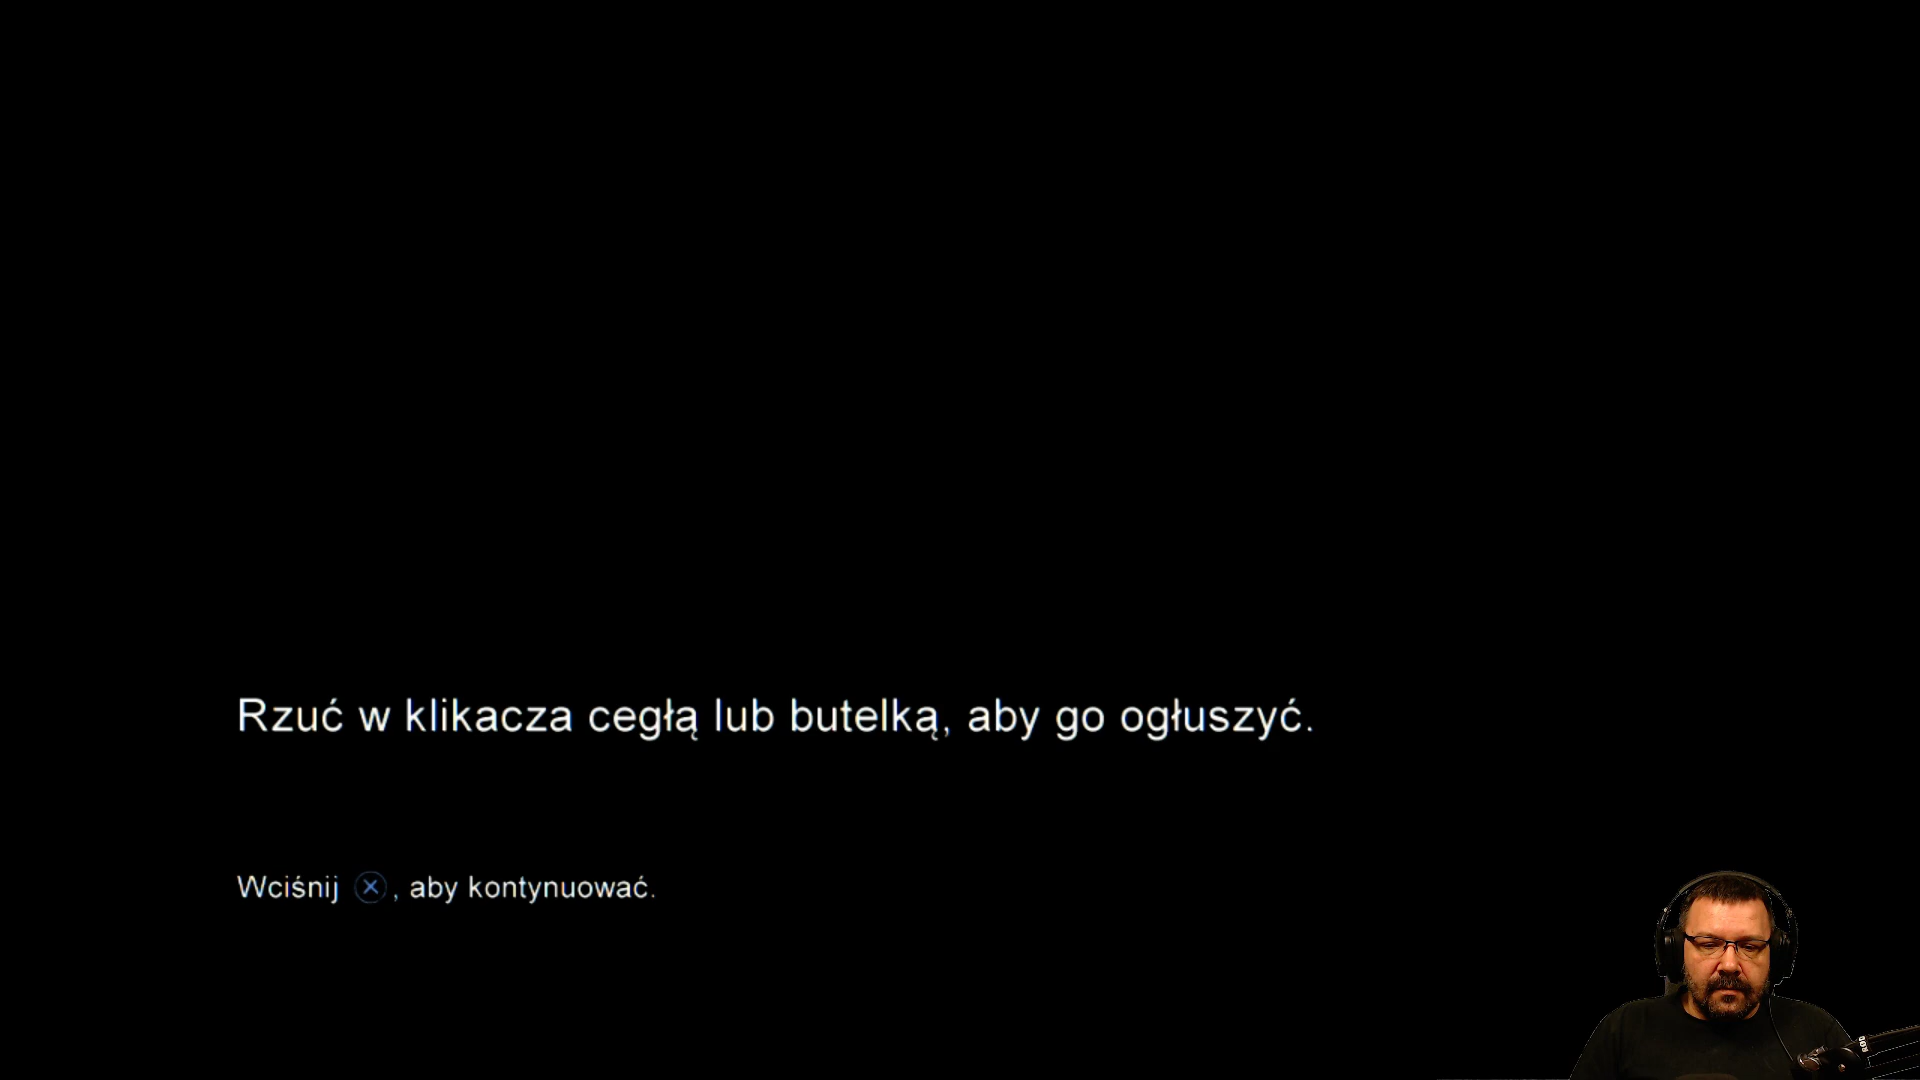 Rzuć w klikacza cegłą lub butelką, aby go ogłuszyć.
Wciśnij ⓧ, aby kontynuować.